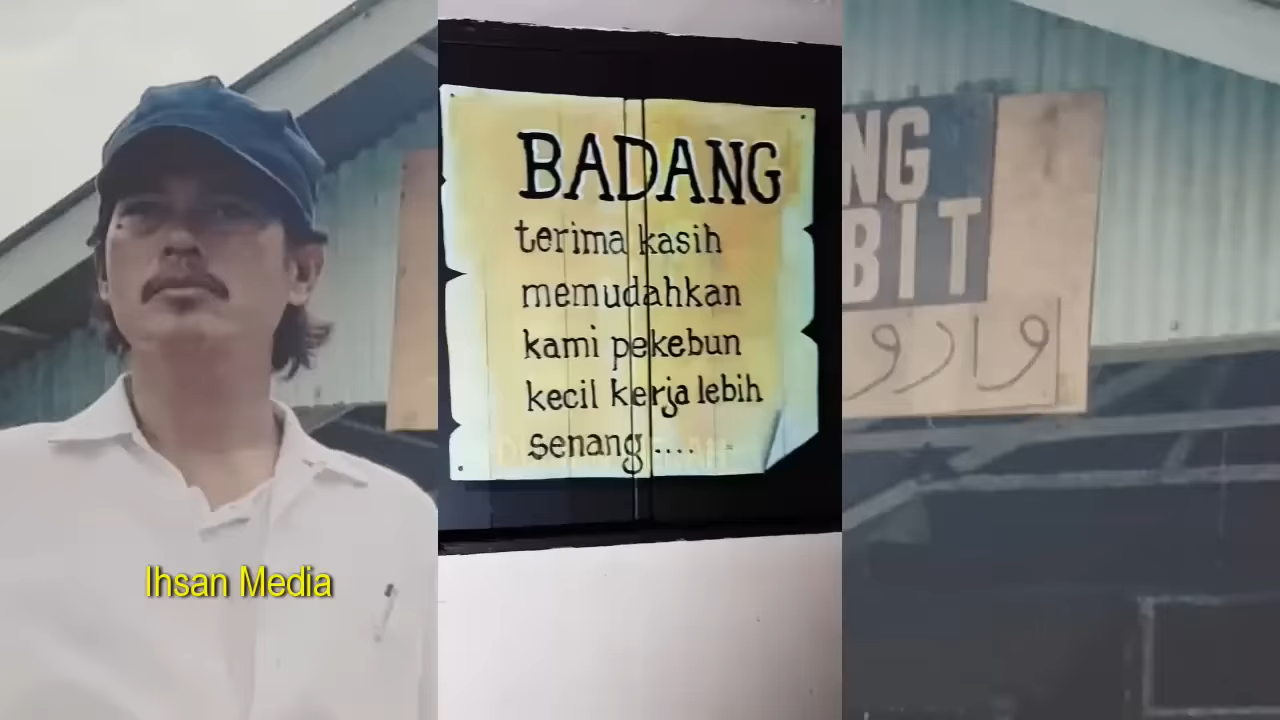 BADANG
terima kasih
memudahkan
kami pekebun
kecil kerja lebih
senang ....
NG
BIT
Ihsan Media